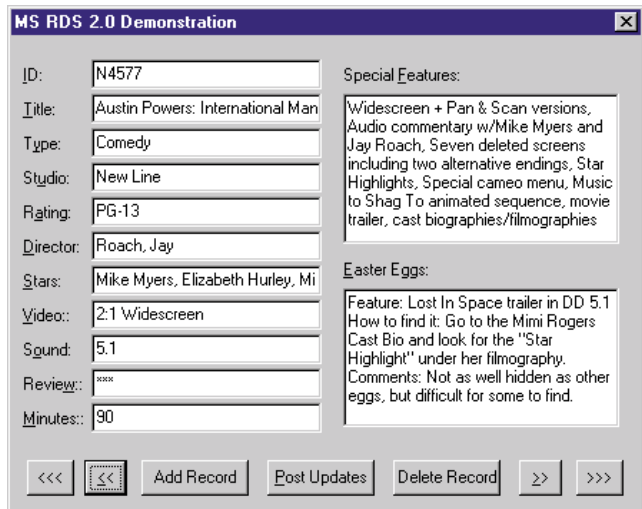 MS RDS 2.0 Demonstration
ID: N4577
Title: Austin Powers: International Man
Type: Comedy
Studio: New Line
Rating: PG-13
Director: Roach, Jay
Stars: Mike Myers, Elizabeth Hurley, Mi
Video:: 2:1 Widescreen
Sound: 5.1
Review:: ***
Minutes:: 90
Special Features:
Widescreen + Pan & Scan versions,
Audio commentary w/Mike Myers and
Jay Roach, Seven deleted screens
including two alternative endings, Star
Highlights, Special cameo menu, Music
to Shag To animated sequence, movie
trailer, cast biographies/filmographies
Easter Eggs:
Feature: Lost In Space trailer in DD 5.1
How to find it: Go to the Mimi Rogers
Cast Bio and look for the "Star
Highlight" under her filmography.
Comments: Not as well hidden as other
eggs, but difficult for some to find.
<<< << Add Record Post Updates Delete Record >> >>>